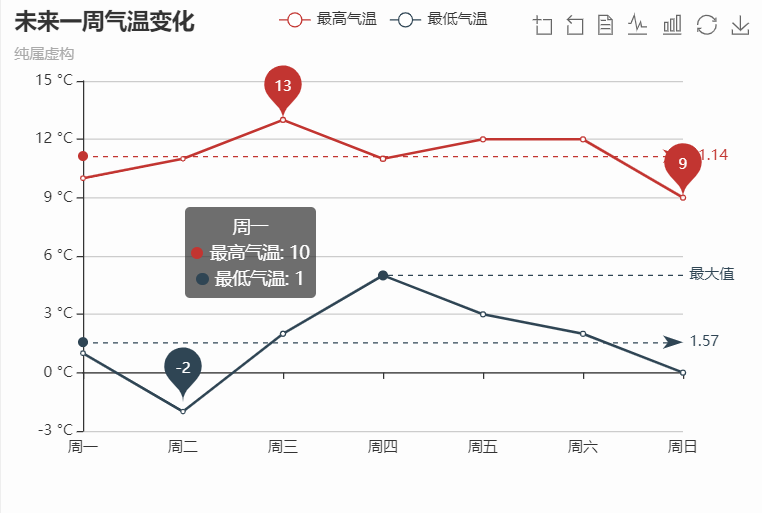 未来一周气温变化
纯属虚构
最高气温 最低气温
15 °C
12 °C
9 °C
6 °C
3 °C
0 °C
-3 °C
13
9
1.14
周一
最高气温: 10
最低气温: 1
最大值
1.57
-2
周一 周二 周三 周四 周五 周六 周日